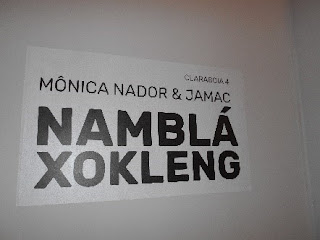 CLARABOIA 4
MÔNICA NADOR & JAMAC
NAMBLÁ
XOKLENG